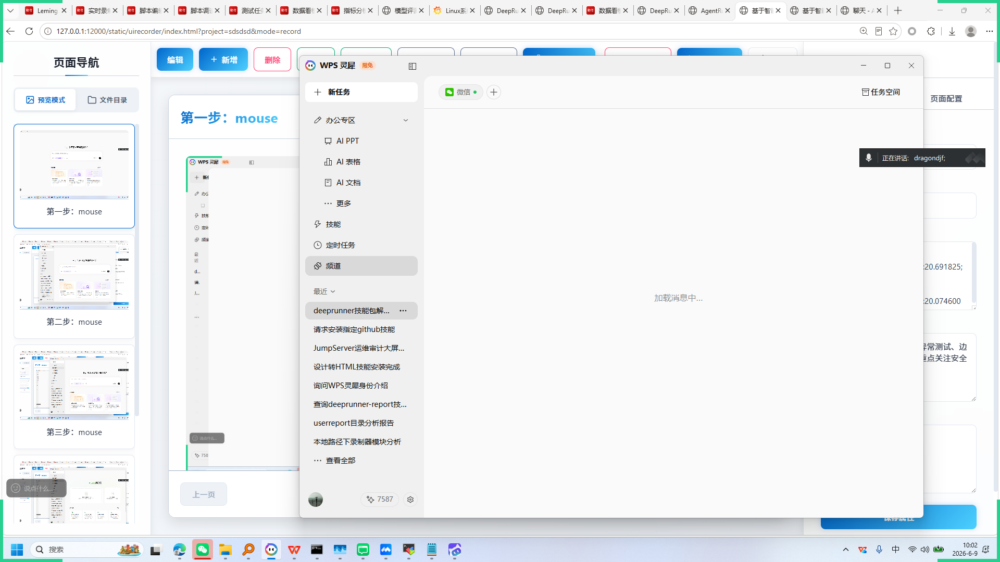 Leming
实时录
脚本编
脚本调
测试任
数据看
指标分
模型评
Linux系
DeepRu
DeepRu
数据看
DeepRu
AgentR
基于智
基于智
聊天 - A
127.0.0.1:12000/static/uirecorder/index.html?project=sdsdsd&mode=record
页面导航
编辑
新增
删除
预览模式
文件目录
第一步：mouse
第二步：mouse
第三步：mouse
说点什么...
第一步：mouse
WPS 灵犀 限免
上一页
WPS 灵犀 限免
新任务
办公专区
AI PPT
AI 表格
AI 文档
更多
技能
定时任务
频道
最近
deeprunner技能包解...
请求安装指定github技能
JumpServer运维审计大屏...
设计转HTML技能安装完成
询问WPS灵犀身份介绍
查询deeprunner-report技...
userreport目录分析报告
本地路径下录制器模块分析
查看全部
7587
微信
任务空间
加载消息中...
页面配置
正在讲话: dragondjf;
:20.691825;
:20.074600
异常测试、边
重点关注安全
保存属性
搜索
中
10:02
2026-6-9